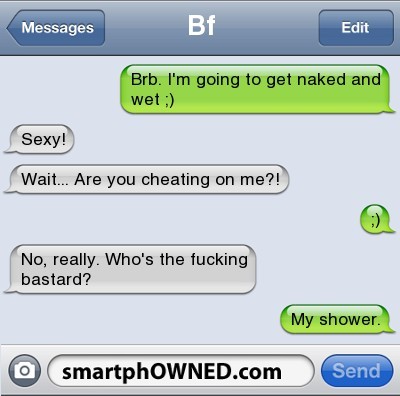 Messages
Bf
Edit
Brb. I'm going to get naked and
wet ;)
Sexy!
Wait... Are you cheating on me?!
;)
No, really. Who's the fucking
bastard?
My shower.
smartphOWNED.com
Send